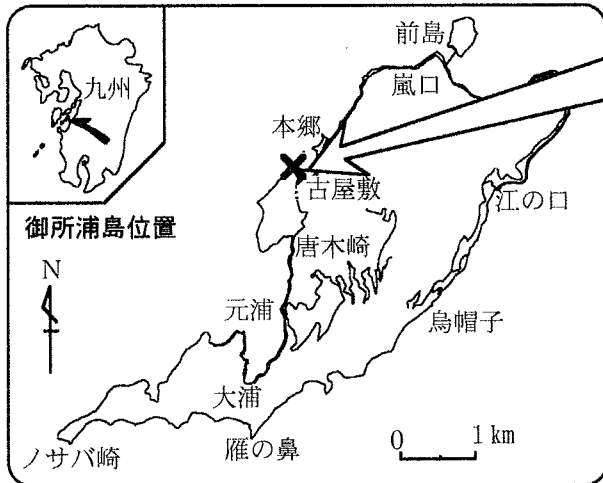 九州
御所浦島位置
N
前島
嵐口
本郷
古屋敷
江の口
唐木崎
元浦
烏帽子
大浦
雁の鼻
ノサバ崎
0 1km